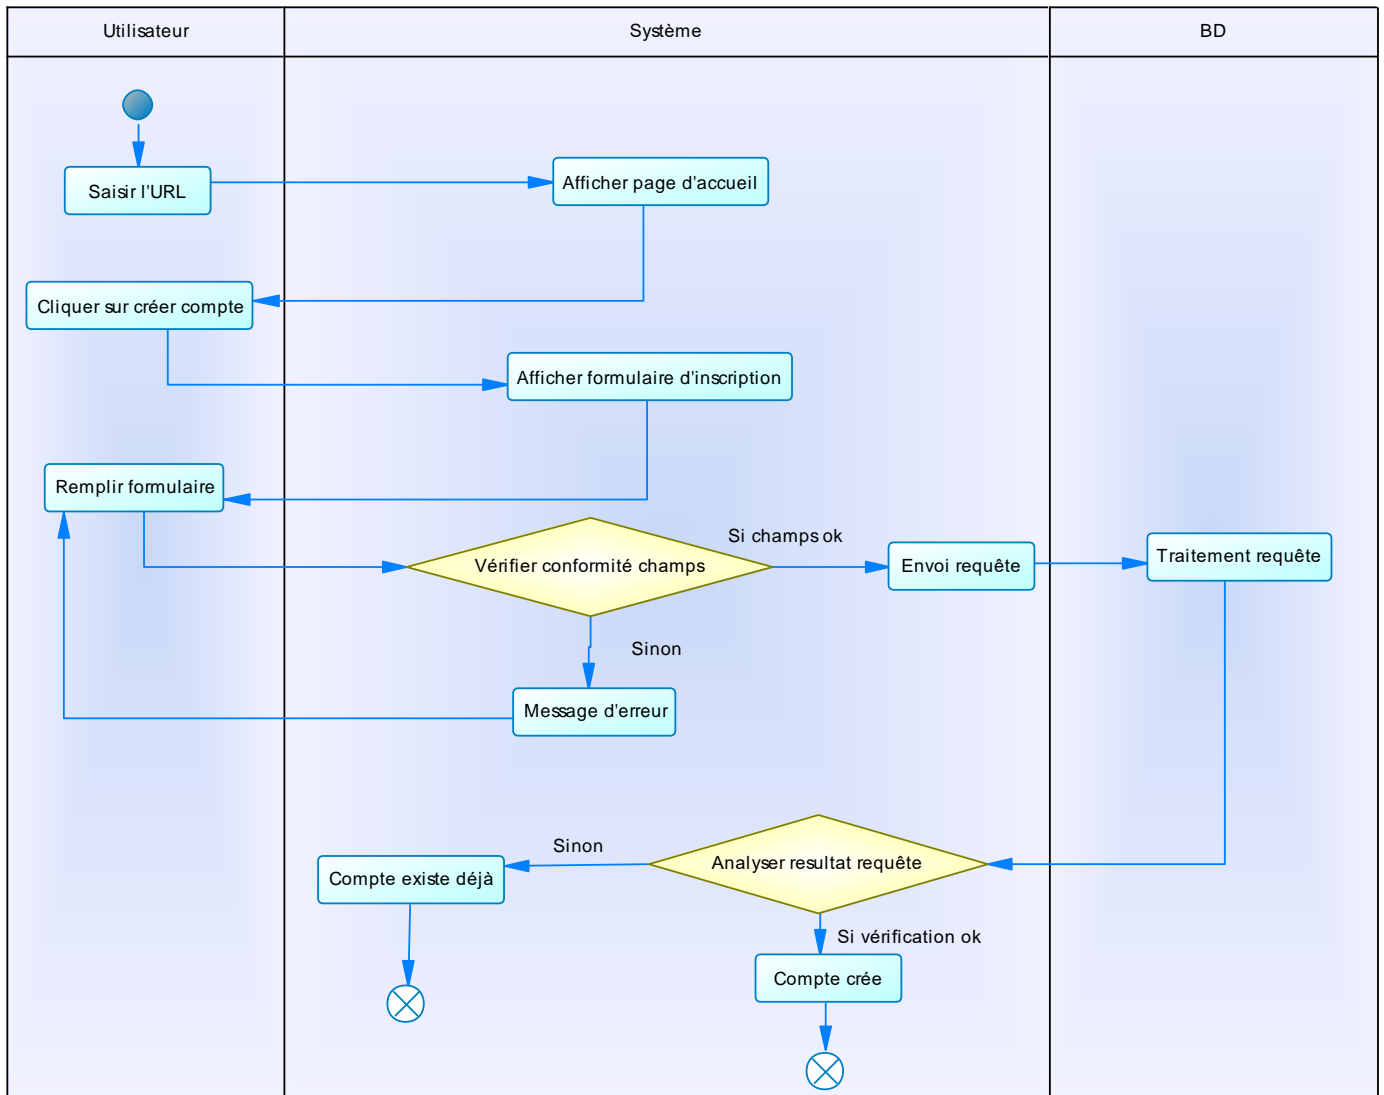 Utilisateur
Système
BD
Saisir l'URL
Afficher page d'accueil
Cliquer sur créer compte
Afficher formulaire d'inscription
Remplir formulaire
Si champs ok
Vérifier conformité champs
Envoi requête
Traitement requête
Sinon
Message d'erreur
Sinon
Analyser resultat requête
Compte existe déjà
Si vérification ok
Compte crée